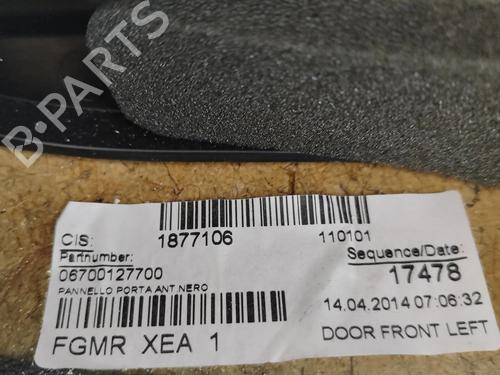 B-PARTS
CIS: 1877106 110101
Partnumber: Sequence/Date:
06700127700 17478
PANNELLO PORTA ANT.NERO 14.04.2014 07:06:32
FGMR XEA 1 DOOR FRONT LEFT